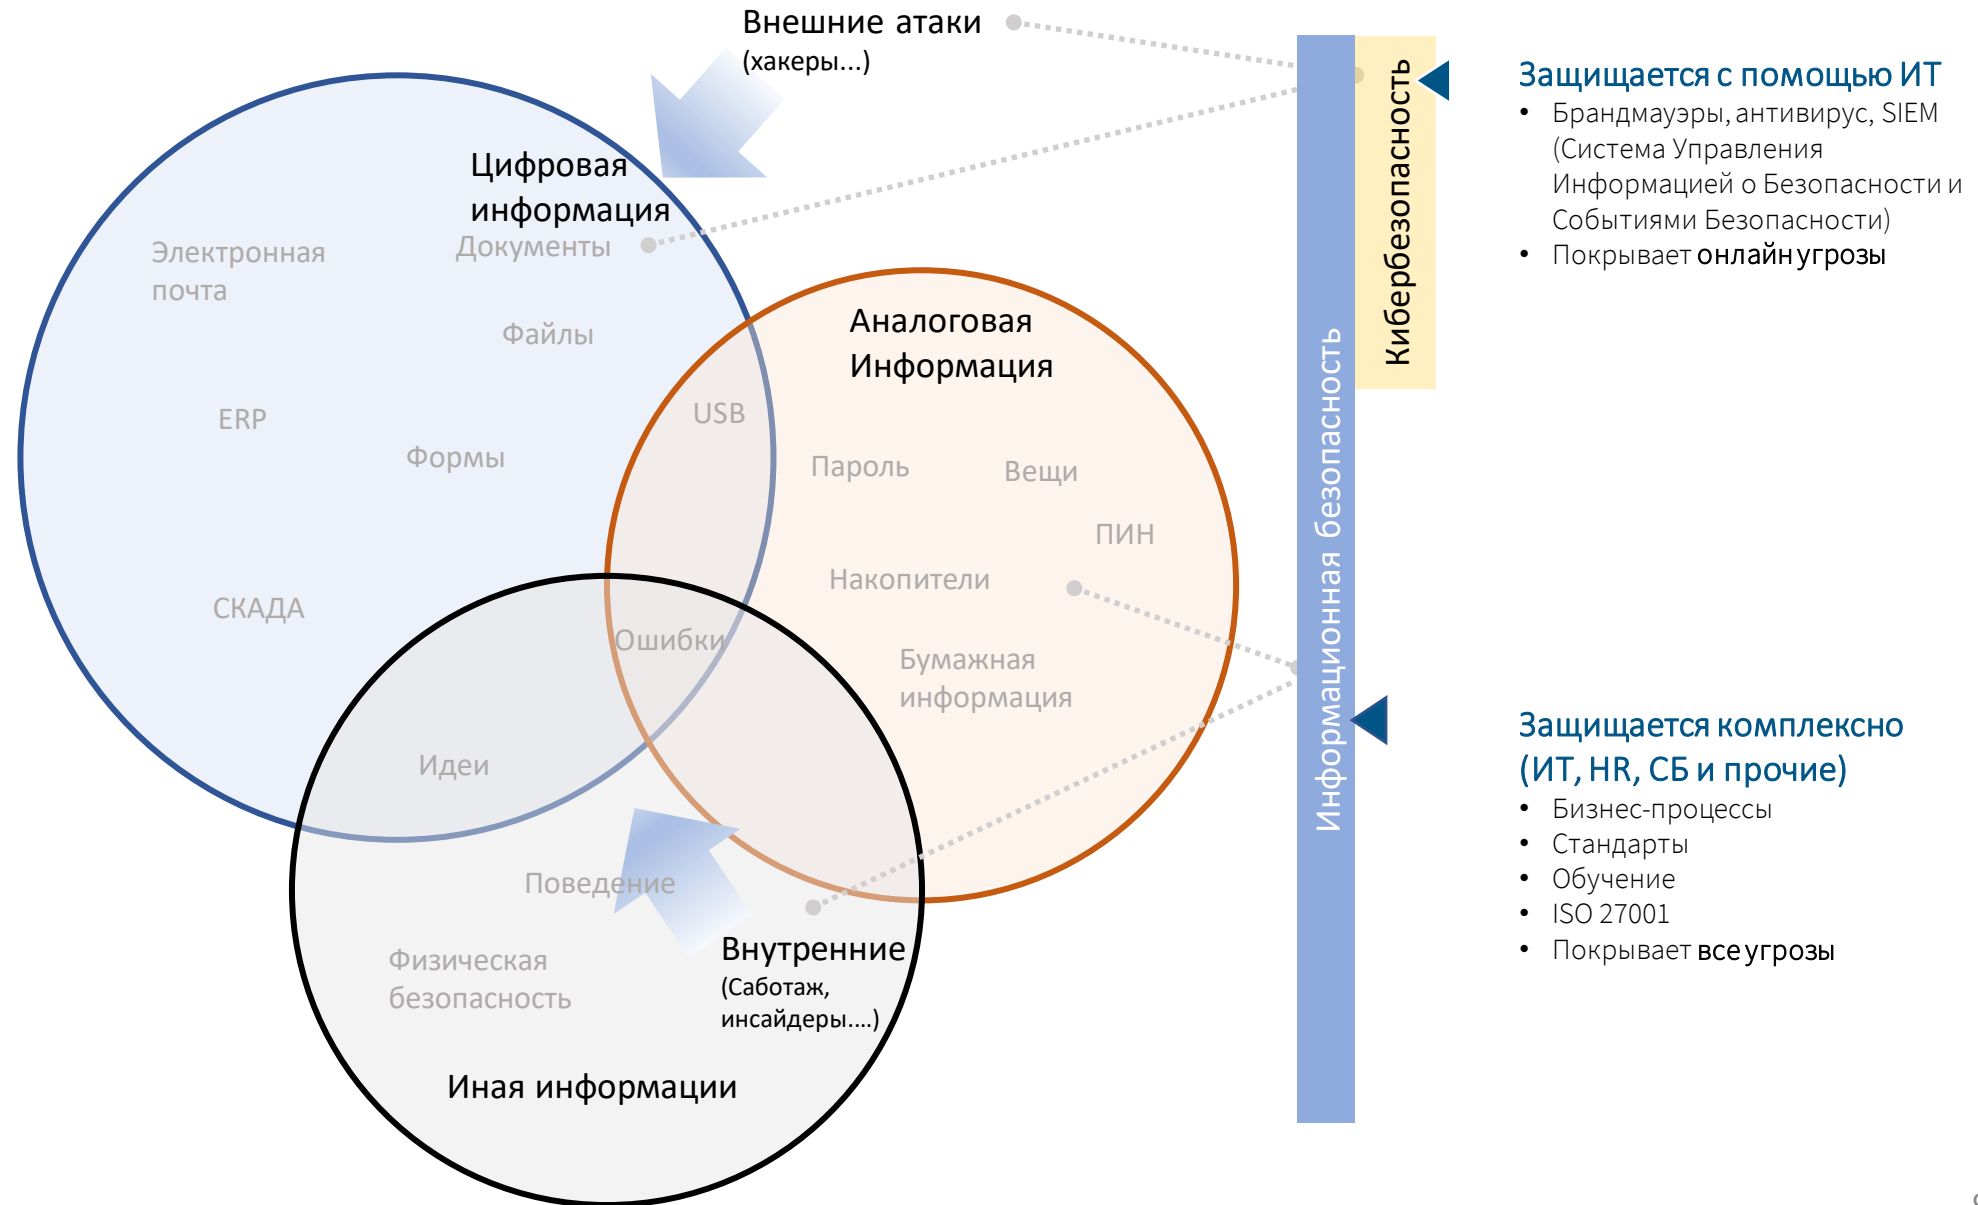 Внешние атаки
(хакеры...)
Цифровая
информация
Электронная
почта
Документы
Файлы
ERP
Формы
СКАДА
USB
Аналоговая
Информация
Пароль
Вещи
ПИН
Накопители
Бумажная
информация
Ошибки
Идеи
Поведение
Физическая
безопасность
Внутренние
(Саботаж,
инсайдеры....)
Иная информации
Информационная безопасность
Кибербезопасность
Защищается с помощью ИТ
• Брандмауэры, антивирус, SIEM
(Система Управления
Информацией о Безопасности и
Событиями Безопасности)
• Покрывает онлайн угрозы
Защищается комплексно
(ИТ, HR, СБ и прочие)
• Бизнес-процессы
• Стандарты
• Обучение
• ISO 27001
• Покрывает все угрозы